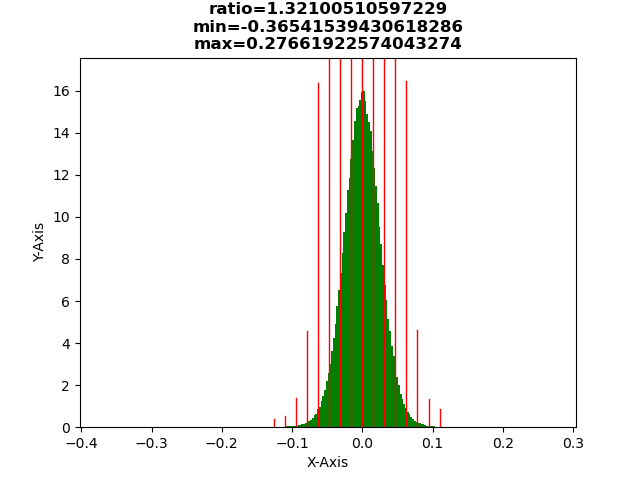 ratio=1.32100510597229
min=-0.36541539430618286
max=0.27661922574043274
16
14
12
10
8
6
4
2
0
Y-Axis
−0.4 −0.3 −0.2 −0.1 0.0 0.1 0.2 0.3
X-Axis